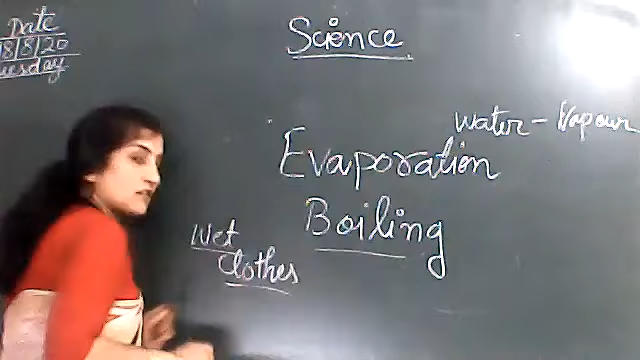 Date
18/8/20
Tuesday
Science
Water - Vapour
Evaporation
Boiling
Wet
Clothes